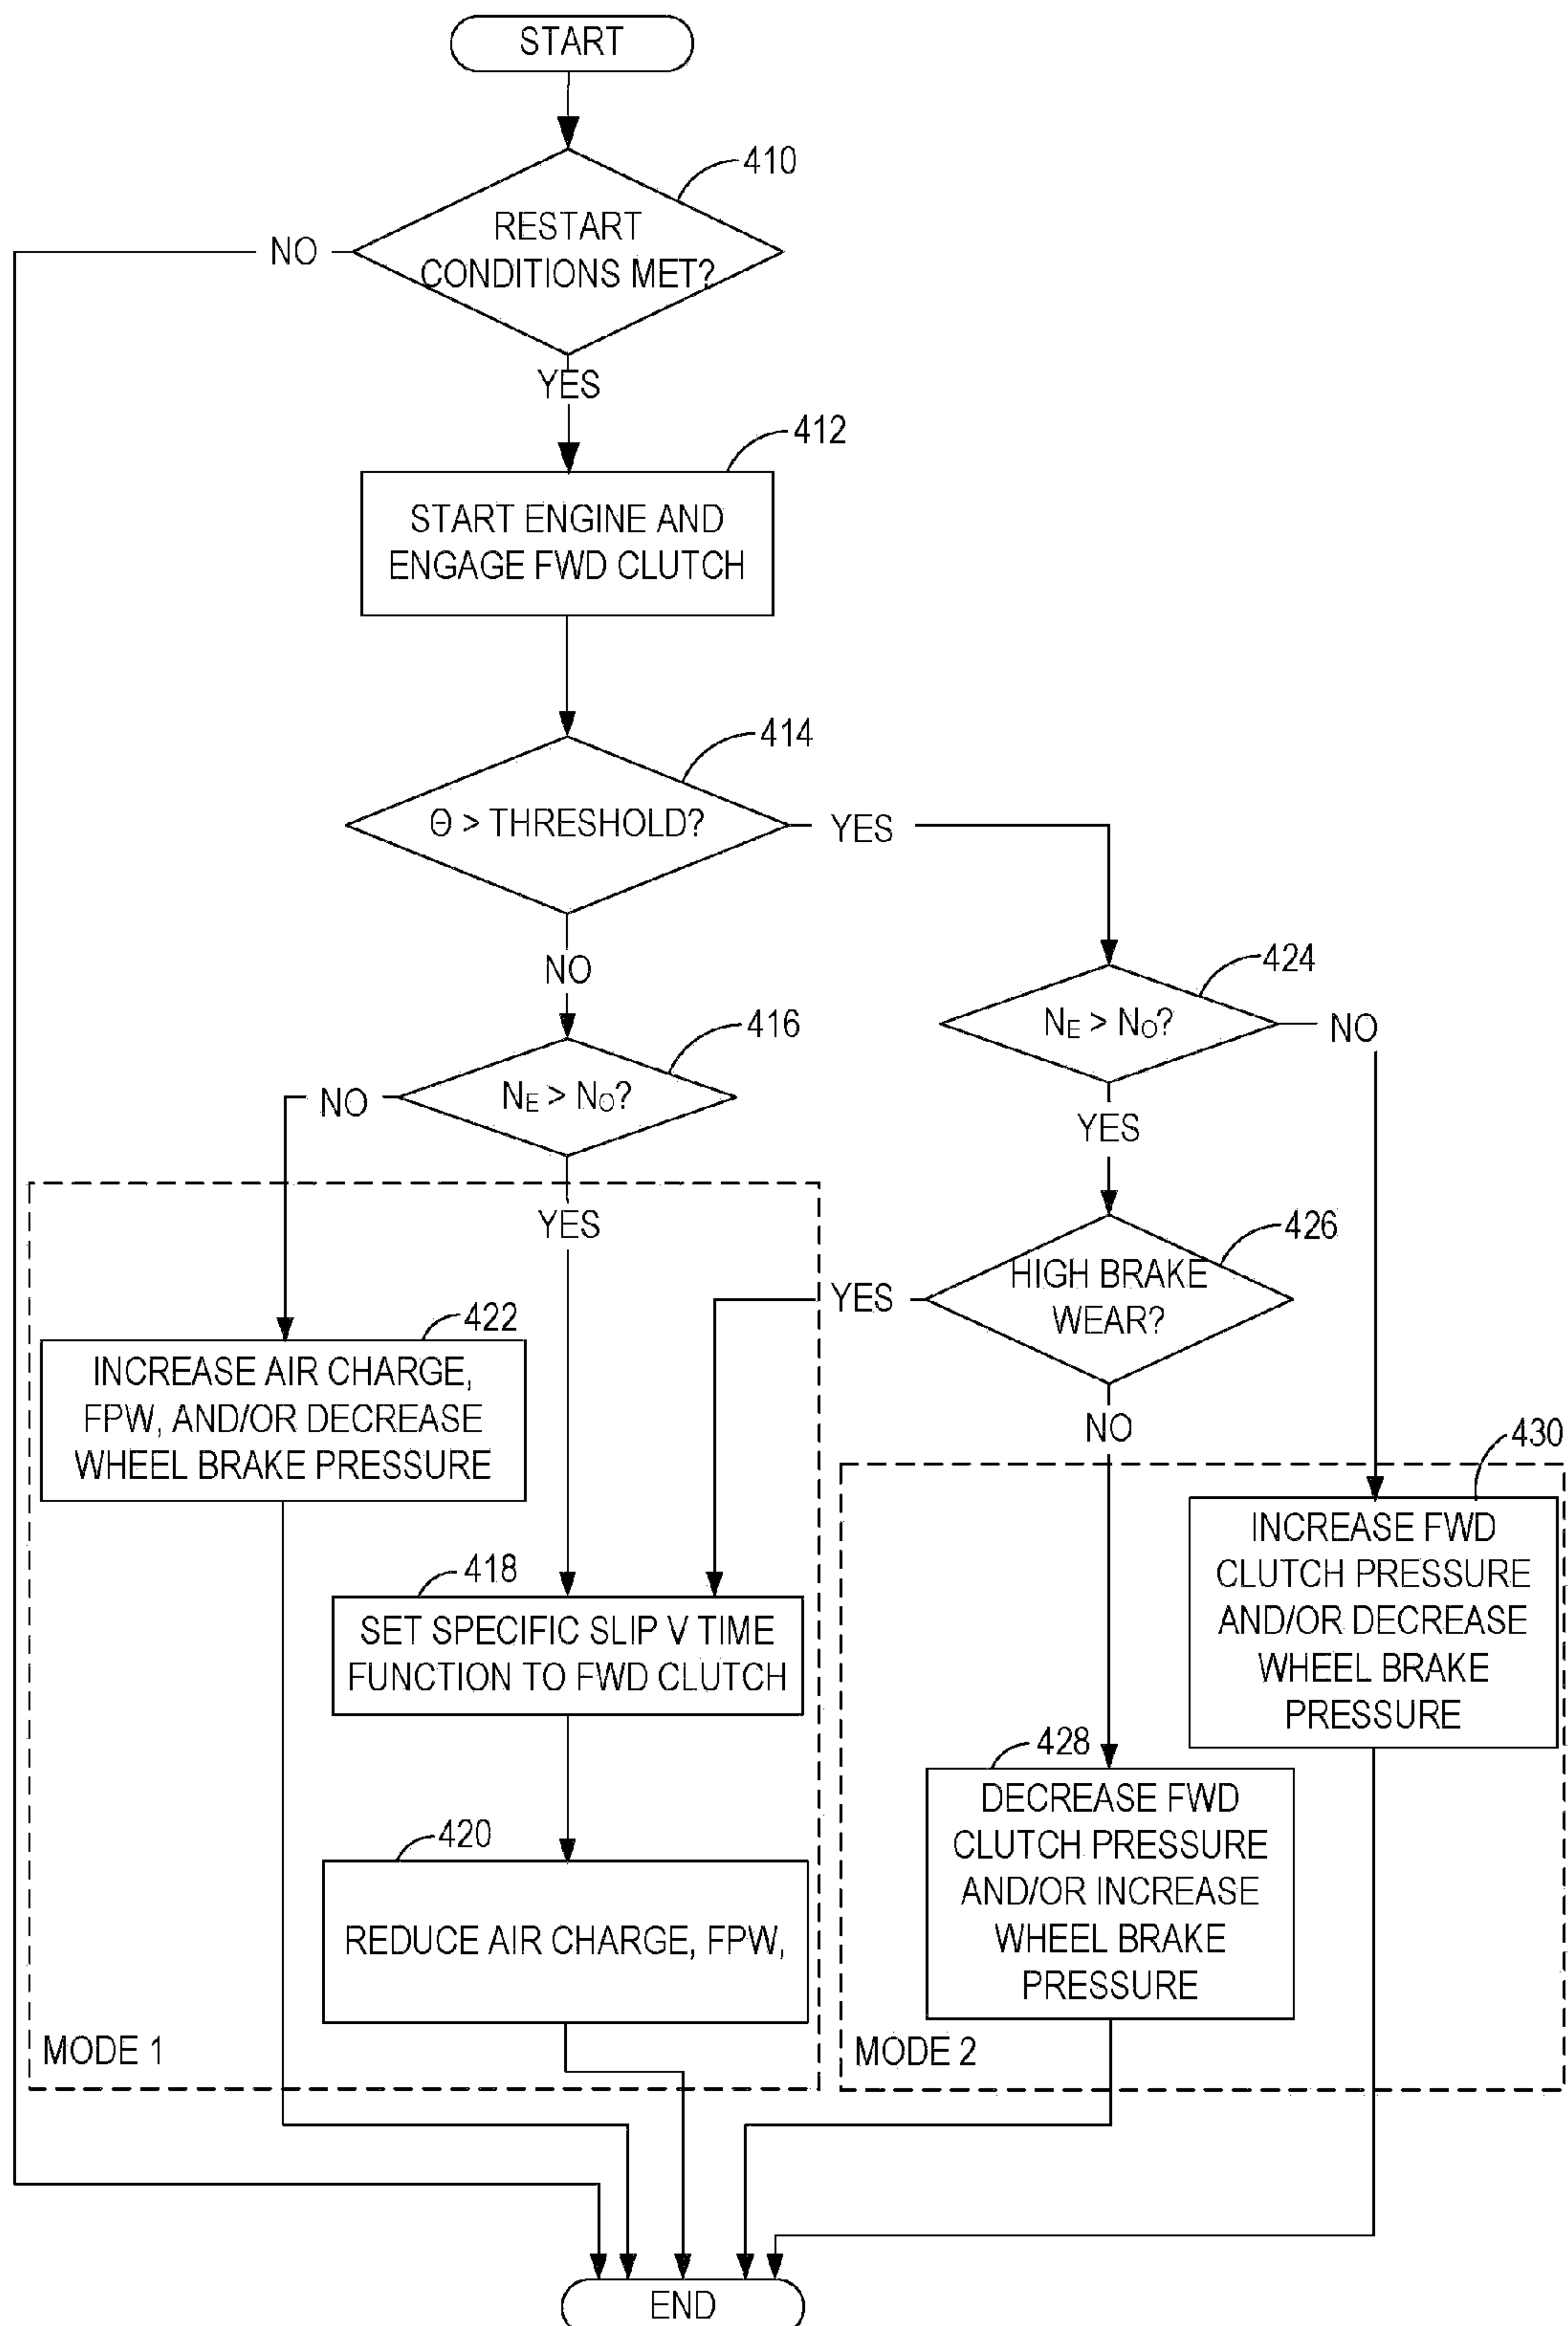 START
410
RESTART
CONDITIONS MET?
NO
YES
412
START ENGINE AND
ENGAGE FWD CLUTCH
414
Θ > THRESHOLD?
YES
NO
424
NE > NO?
NO
416
NE > NO?
NO
YES
YES
426
HIGH BRAKE
WEAR?
YES
NO
422
INCREASE AIR CHARGE,
FPW, AND/OR DECREASE
WHEEL BRAKE PRESSURE
430
INCREASE FWD
CLUTCH PRESSURE
AND/OR DECREASE
WHEEL BRAKE
PRESSURE
418
SET SPECIFIC SLIP V TIME
FUNCTION TO FWD CLUTCH
428
DECREASE FWD
CLUTCH PRESSURE
AND/OR INCREASE
WHEEL BRAKE
PRESSURE
420
REDUCE AIR CHARGE, FPW,
MODE 1
MODE 2
END